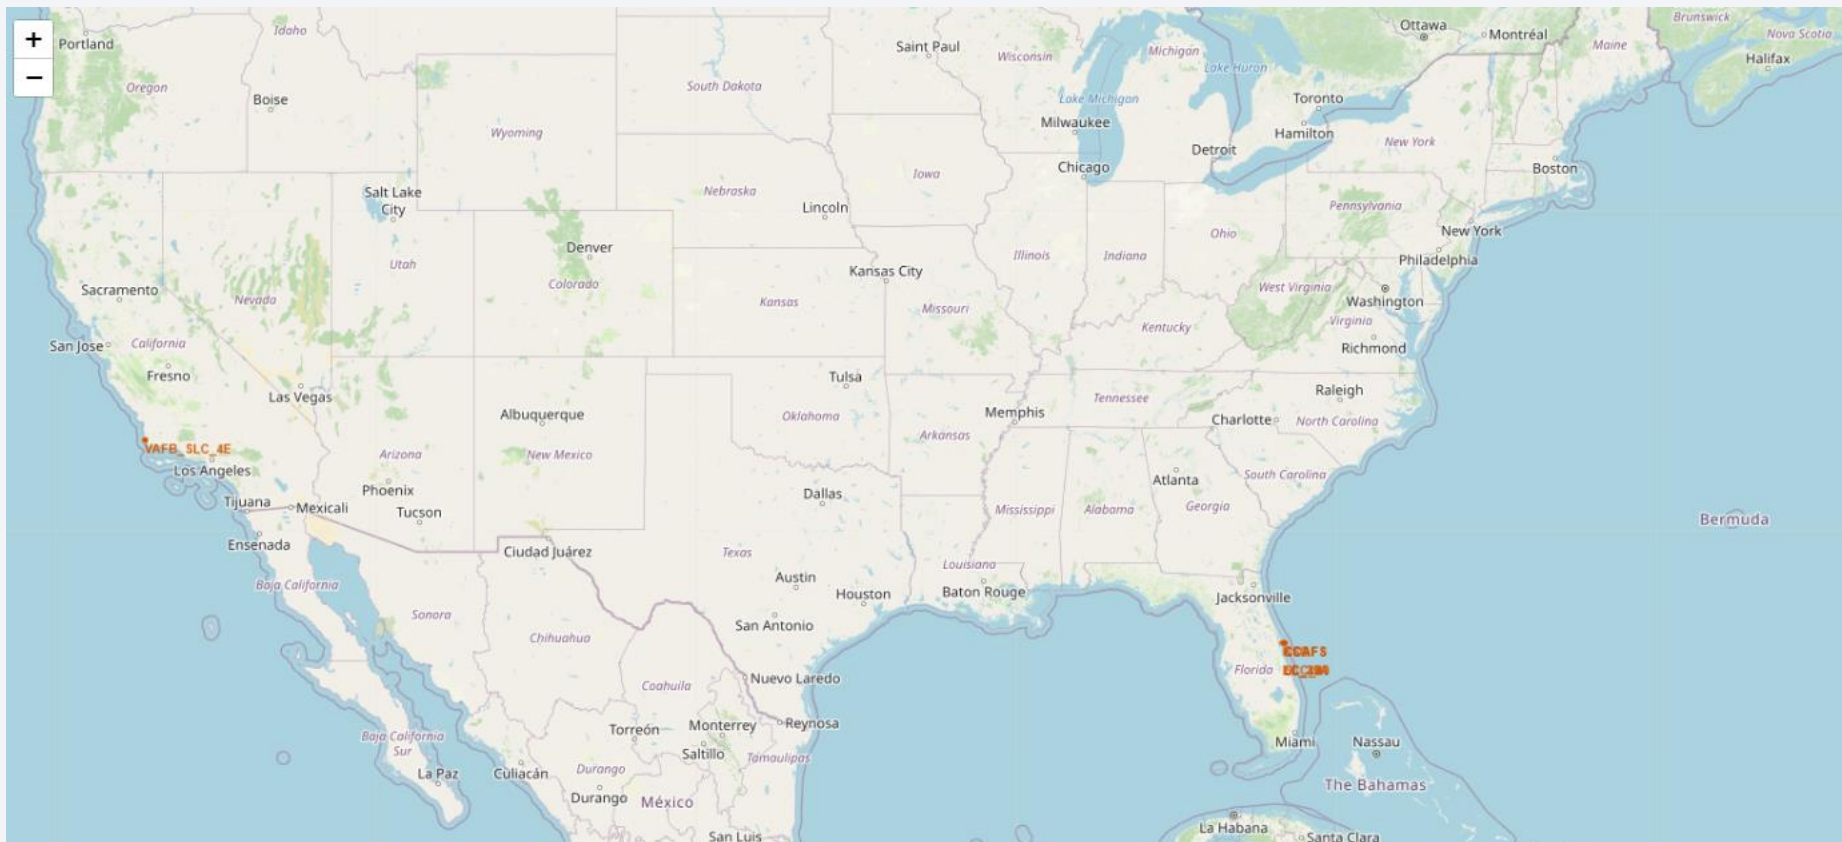 +
−
Portland
Idaho
Oregon
Boise
South Dakota
Saint Paul
Wisconsin
Michigan
Lake Huron
Ottawa
Montréal
Maine
Brunswick
Nova Scotia
Halifax
Wyoming
Lake Michigan
Milwaukee
Toronto
Hamilton
Detroit
Chicago
New York
Boston
Salt Lake
City
Nebraska
Iowa
Lincoln
Pennsylvania
New York
Ohio
Philadelphia
Denver
Utah
Colorado
Illinois
Indiana
Kansas City
West Virginia
Washington
Sacramento
Nevada
Kansas
Missouri
Kentucky
Virginia
Richmond
San Jose
California
Fresno
Las Vegas
Tulsa
Raleigh
Albuquerque
Oklahoma
Memphis
Tennessee
Charlotte
North Carolina
VAFB_SLC_4E
Los Angeles
Arizona
New Mexico
Arkansas
Atlanta
South Carolina
Phoenix
Tucson
Dallas
Tijuana
Mexicali
Mississippi
Alabama
Georgia
Bermuda
Ensenada
Ciudad Juárez
Texas
Louisiana
Baja California
Austin
Houston
Baton Rouge
Jacksonville
Sonora
Chihuahua
San Antonio
Florida
Nuevo Laredo
Coahuila
Torreón
Monterrey
Reynosa
Saltillo
Tamaulipas
Baja California
Sur
La Paz
Culiacán
Durango
Durango
México
Miami
Nassau
The Bahamas
San Luis
La Habana
Santa Clara